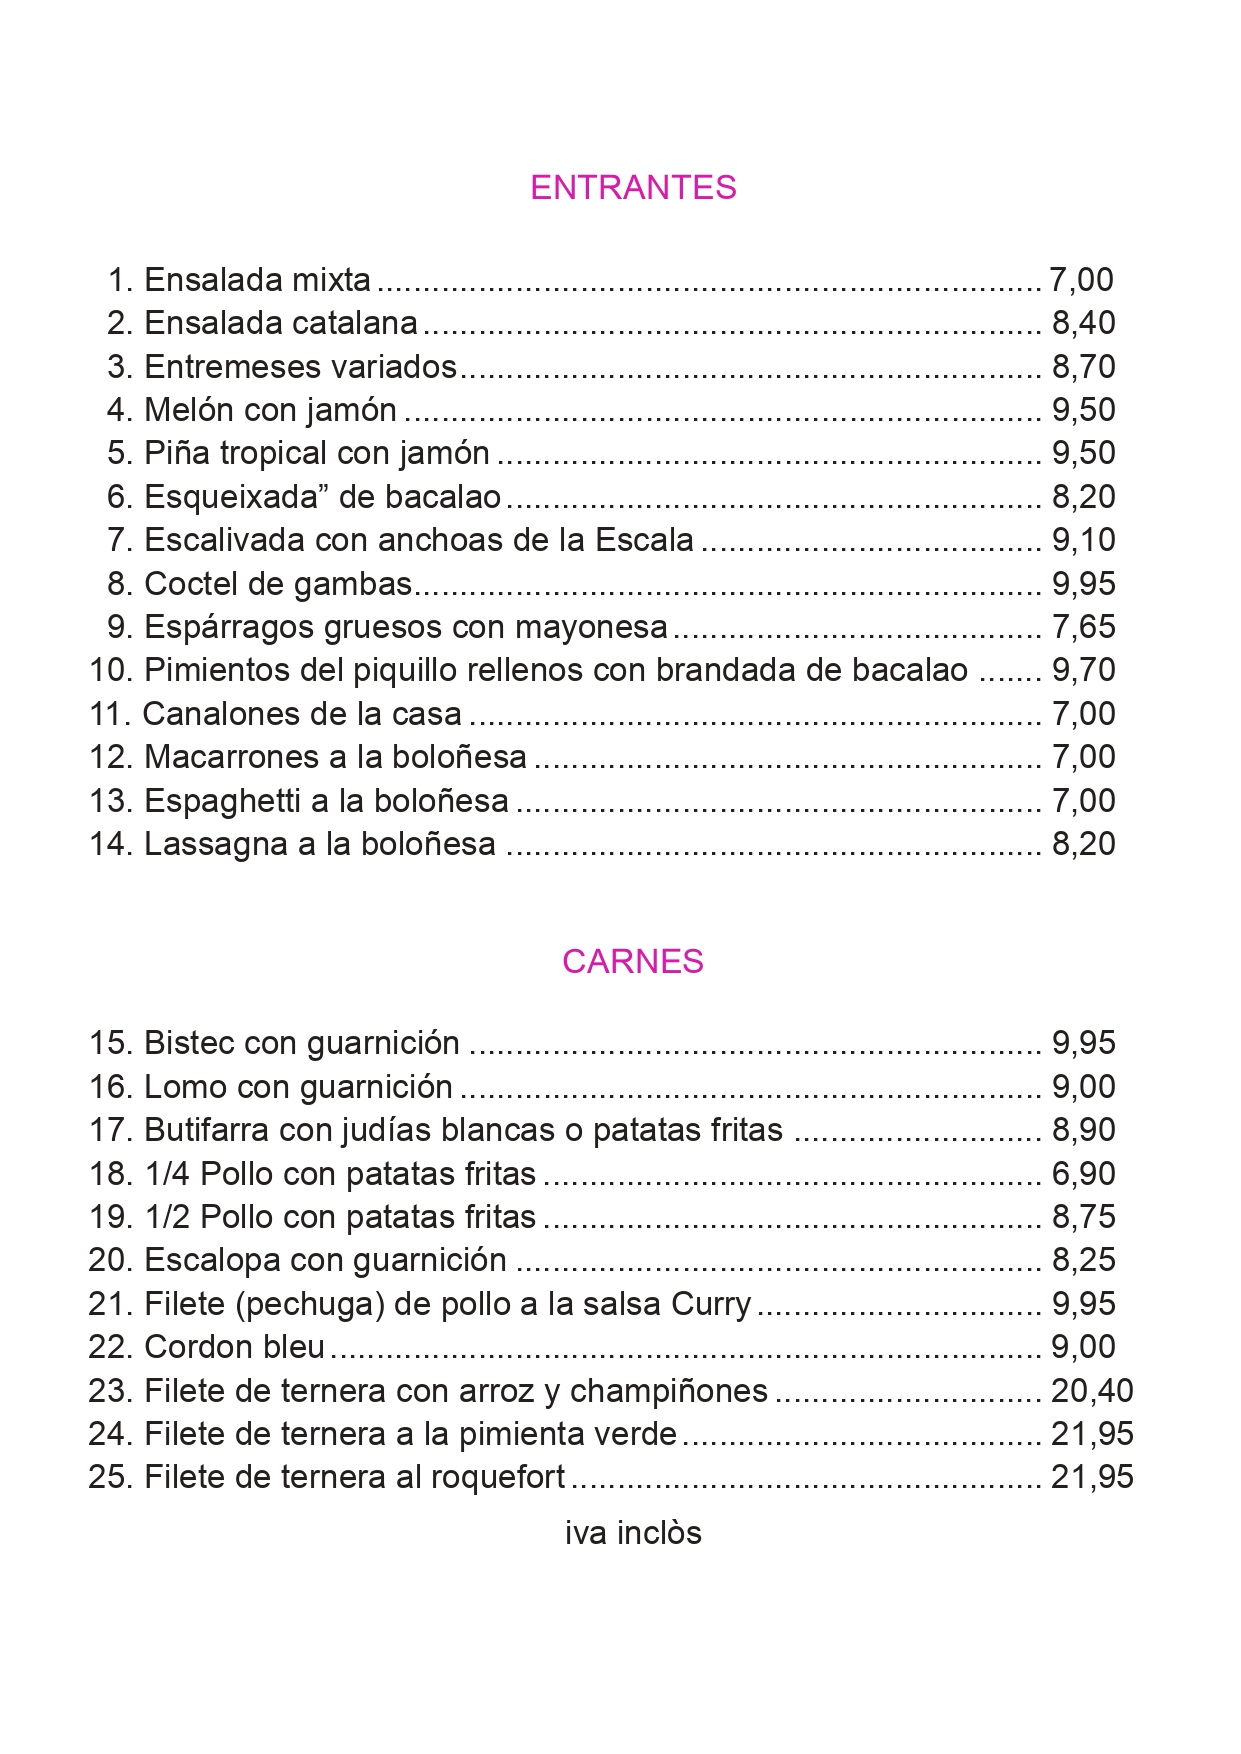 ENTRANTES
1. Ensalada mixta ........................................................................ 7,00
2. Ensalada catalana ................................................................... 8,40
3. Entremeses variados ............................................................... 8,70
4. Melón con jamón ..................................................................... 9,50
5. Piña tropical con jamón ........................................................... 9,50
6. Esqueixada” de bacalao .......................................................... 8,20
7. Escalivada con anchoas de la Escala ..................................... 9,10
8. Coctel de gambas.................................................................... 9,95
9. Espárragos gruesos con mayonesa ........................................ 7,65
10. Pimientos del piquillo rellenos con brandada de bacalao ....... 9,70
11. Canalones de la casa .............................................................. 7,00
12. Macarrones a la boloñesa ....................................................... 7,00
13. Espaghetti a la boloñesa ......................................................... 7,00
14. Lassagna a la boloñesa .......................................................... 8,20
CARNES
15. Bistec con guarnición .............................................................. 9,95
16. Lomo con guarnición ............................................................... 9,00
17. Butifarra con judías blancas o patatas fritas ........................... 8,90
18. 1/4 Pollo con patatas fritas ...................................................... 6,90
19. 1/2 Pollo con patatas fritas ...................................................... 8,75
20. Escalopa con guarnición ......................................................... 8,25
21. Filete (pechuga) de pollo a la salsa Curry ............................... 9,95
22. Cordon bleu ............................................................................. 9,00
23. Filete de ternera con arroz y champiñones ............................. 20,40
24. Filete de ternera a la pimienta verde ....................................... 21,95
25. Filete de ternera al roquefort ................................................... 21,95
iva inclòs